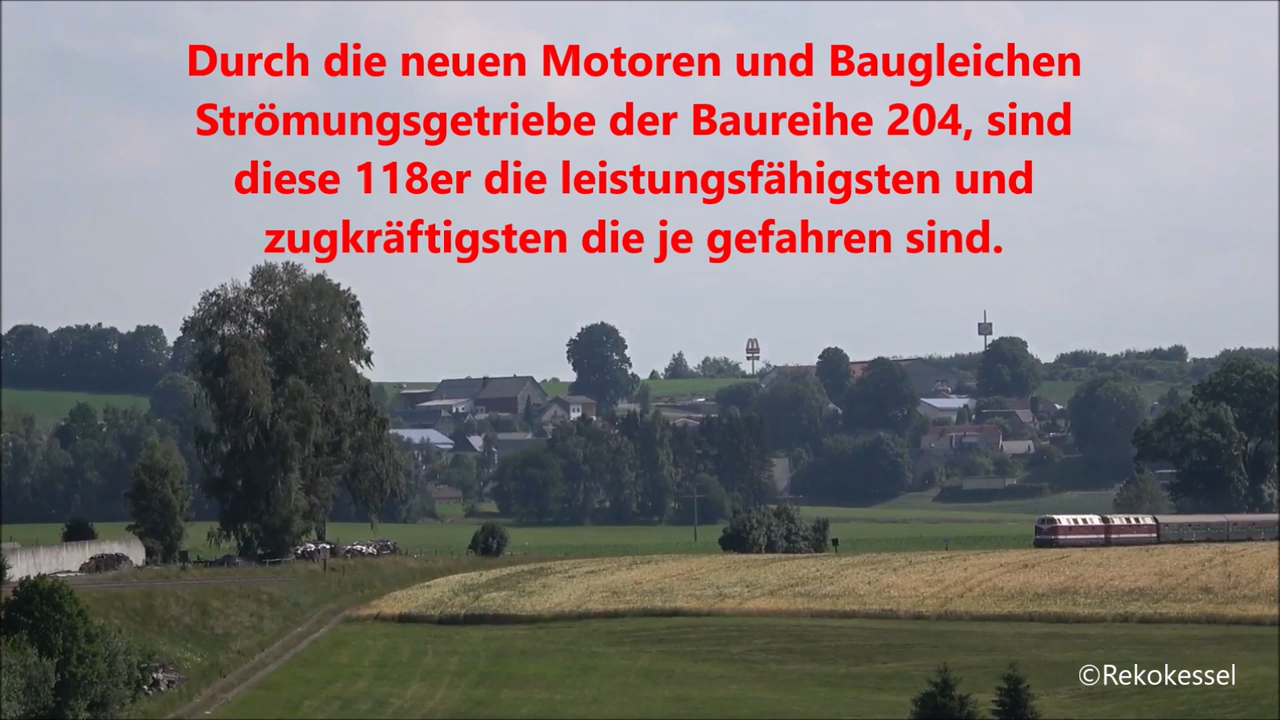 Durch die neuen Motoren und Baugleichen
Strömungsgetriebe der Baureihe 204, sind
diese 118er die leistungsfähigsten und
zugkräftigsten die je gefahren sind.
©Rekokessel